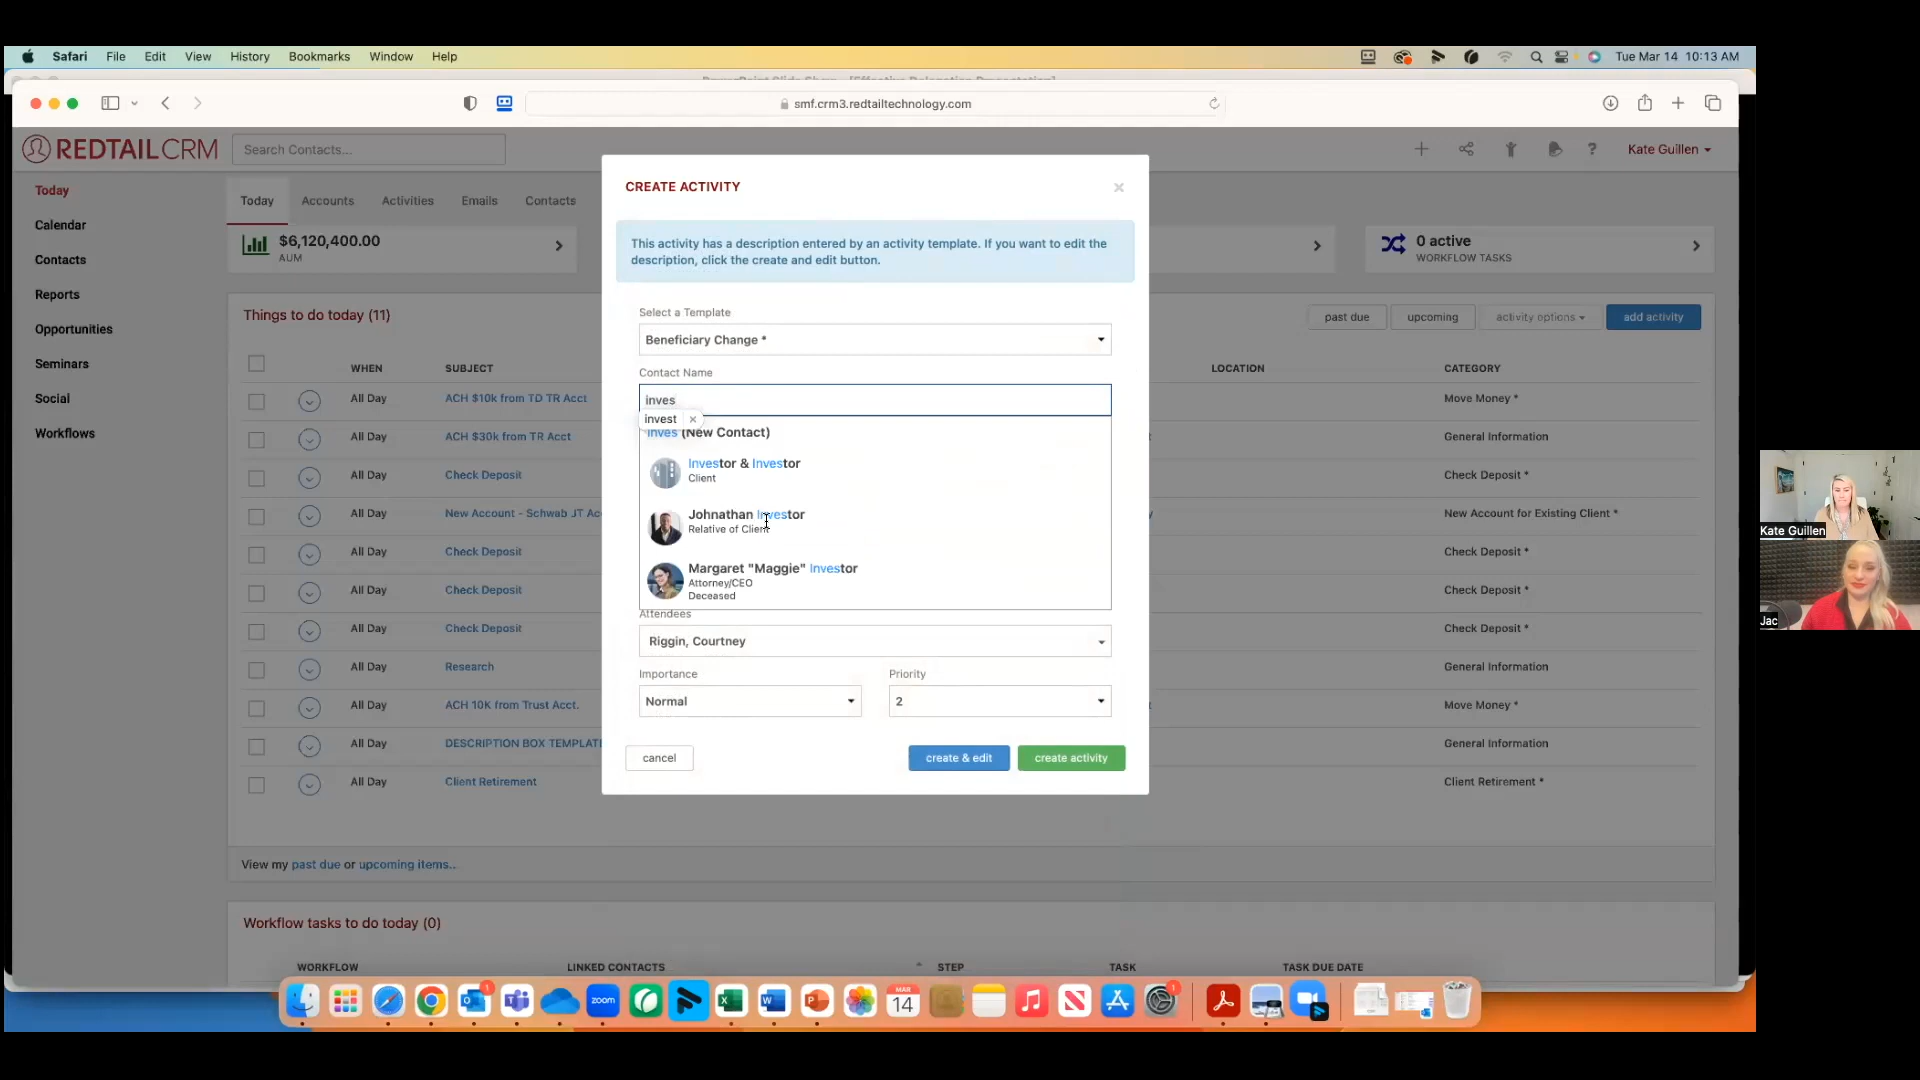 Safari File Edit View History Bookmarks Window Help Tue Mar 14 10:13 AM
smf.crm3.redtailtechnology.com
REDTAILCRM Search Contacts... ? Kate Guillen
Today
Calendar
Contacts
Reports
Opportunities
Seminars
Social
Workflows
Today Accounts Activities Emails Contacts
$6,120,400.00
AUM
0 active
WORKFLOW TASKS
Things to do today (11)
past due upcoming activity options add activity
WHEN SUBJECT LOCATION CATEGORY
All Day ACH $10k from TD TR Acct Move Money *
All Day ACH $30k from TR Acct General Information
All Day Check Deposit Check Deposit *
All Day New Account - Schwab JT Ac New Account for Existing Client *
All Day Check Deposit Check Deposit *
All Day Check Deposit Check Deposit *
All Day Check Deposit Check Deposit *
All Day Research General Information
All Day ACH 10K from Trust Acct. Move Money *
All Day DESCRIPTION BOX TEMPLAT General Information
All Day Client Retirement Client Retirement *
View my past due or upcoming items...
Workflow tasks to do today (0)
WORKFLOW LINKED CONTACTS STEP TASK TASK DUE DATE
CREATE ACTIVITY
This activity has a description entered by an activity template. If you want to edit the
description, click the create and edit button.
Select a Template
Beneficiary Change *
Contact Name
inves
invest ×
inves (New Contact)
Investor & Investor
Client
Johnathan Investor
Relative of Client
Margaret "Maggie" Investor
Attorney/CEO
Deceased
Attendees
Riggin, Courtney
Importance Priority
Normal 2
cancel create & edit create activity
zoom
MAR
14
Kate Guillen
Jac